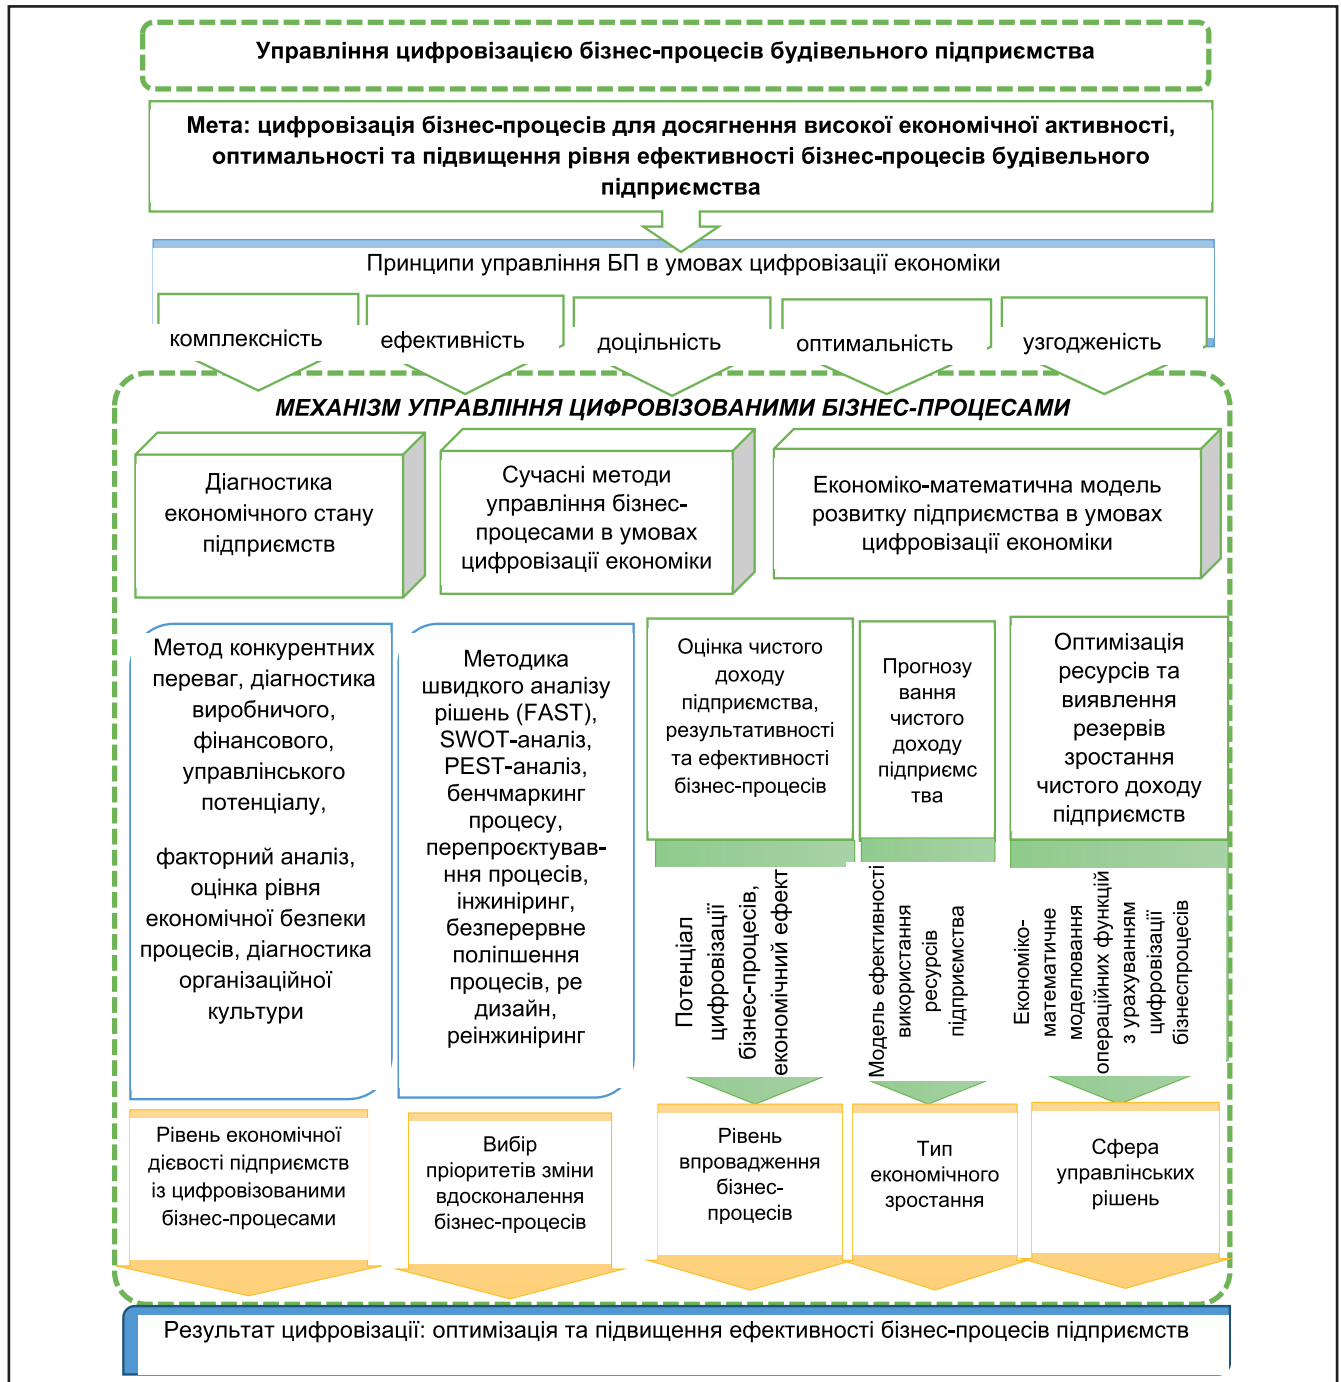 Управління цифровізацією бізнес-процесів будівельного підприємства
Мета: цифровізація бізнес-процесів для досягнення високої економічної активності,
оптимальності та підвищення рівня ефективності бізнес-процесів будівельного
підприємства
Принципи управління БП в умовах цифровізації економіки
комплексність
ефективність
доцільність
оптимальність
узгодженість
МЕХАНІЗМ УПРАВЛІННЯ ЦИФРОВІЗОВАНИМИ БІЗНЕС-ПРОЦЕСАМИ
Діагностика
економічного стану
підприємств
Сучасні методи
управління бізнес-
процесами в умовах
цифровізації економіки
Економіко-математична модель
розвитку підприємства в умовах
цифровізації економіки
Метод конкурентних
переваг, діагностика
виробничого,
фінансового,
управлінського
потенціалу,
факторний аналіз,
оцінка рівня
економічної безпеки
процесів, діагностика
організаційної
культури
Методика
швидкого аналізу
рішень (FAST),
SWOT-аналіз,
PEST-аналіз,
бенчмаркинг
процесу,
перепроєктував-
ння процесів,
інжиніринг,
безперервне
поліпшення
процесів, ре
дизайн,
реінжиніринг
Оцінка чистого
доходу
підприємства,
результативності
та ефективності
бізнес-процесів
Прогнозу
вання
чистого
доходу
підприємс
тва
Оптимізація
ресурсів та
виявлення
резервів
зростання
чистого доходу
підприємств
Потенціал
цифровізації
бізнес-процесів,
економічний ефект
Модель ефективності
використання
ресурсів
підприємства
Економіко-
математичне
моделювання
операційних функцій
з урахуванням
цифровізації
бізнеспроцесів
Рівень економічної
дієвості підприємств
із цифровізованими
бізнес-процесами
Вибір
пріоритетів зміни
вдосконалення
бізнес-процесів
Рівень
впровадження
бізнес-
процесів
Тип
економічного
зростання
Сфера
управлінських
рішень
Результат цифровізації: оптимізація та підвищення ефективності бізнес-процесів підприємств